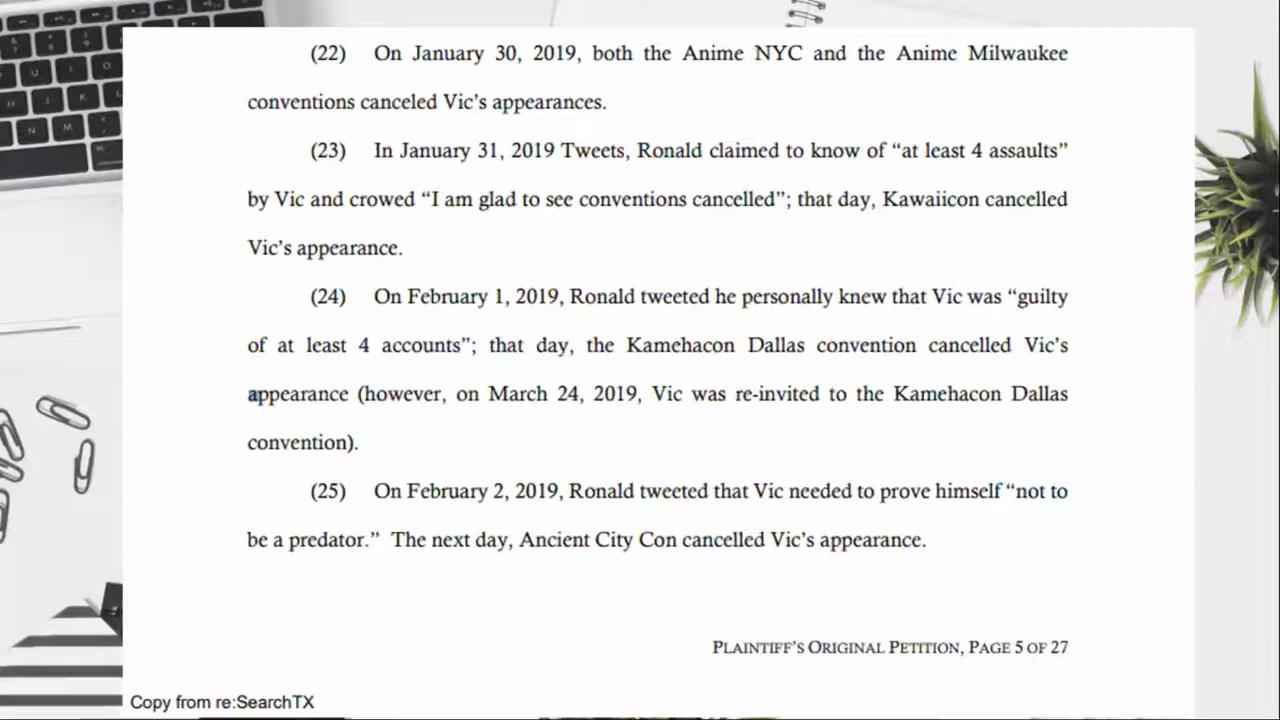 (22) On January 30, 2019, both the Anime NYC and the Anime Milwaukee
conventions canceled Vic’s appearances.
(23) In January 31, 2019 Tweets, Ronald claimed to know of “at least 4 assaults”
by Vic and crowed “I am glad to see conventions cancelled”; that day, Kawaiicon cancelled
Vic’s appearance.
(24) On February 1, 2019, Ronald tweeted he personally knew that Vic was “guilty
of at least 4 accounts”; that day, the Kamehacon Dallas convention cancelled Vic’s
appearance (however, on March 24, 2019, Vic was re-invited to the Kamehacon Dallas
convention).
(25) On February 2, 2019, Ronald tweeted that Vic needed to prove himself “not to
be a predator.” The next day, Ancient City Con cancelled Vic’s appearance.
PLAINTIFF’S ORIGINAL PETITION, PAGE 5 OF 27
Copy from re:SearchTX